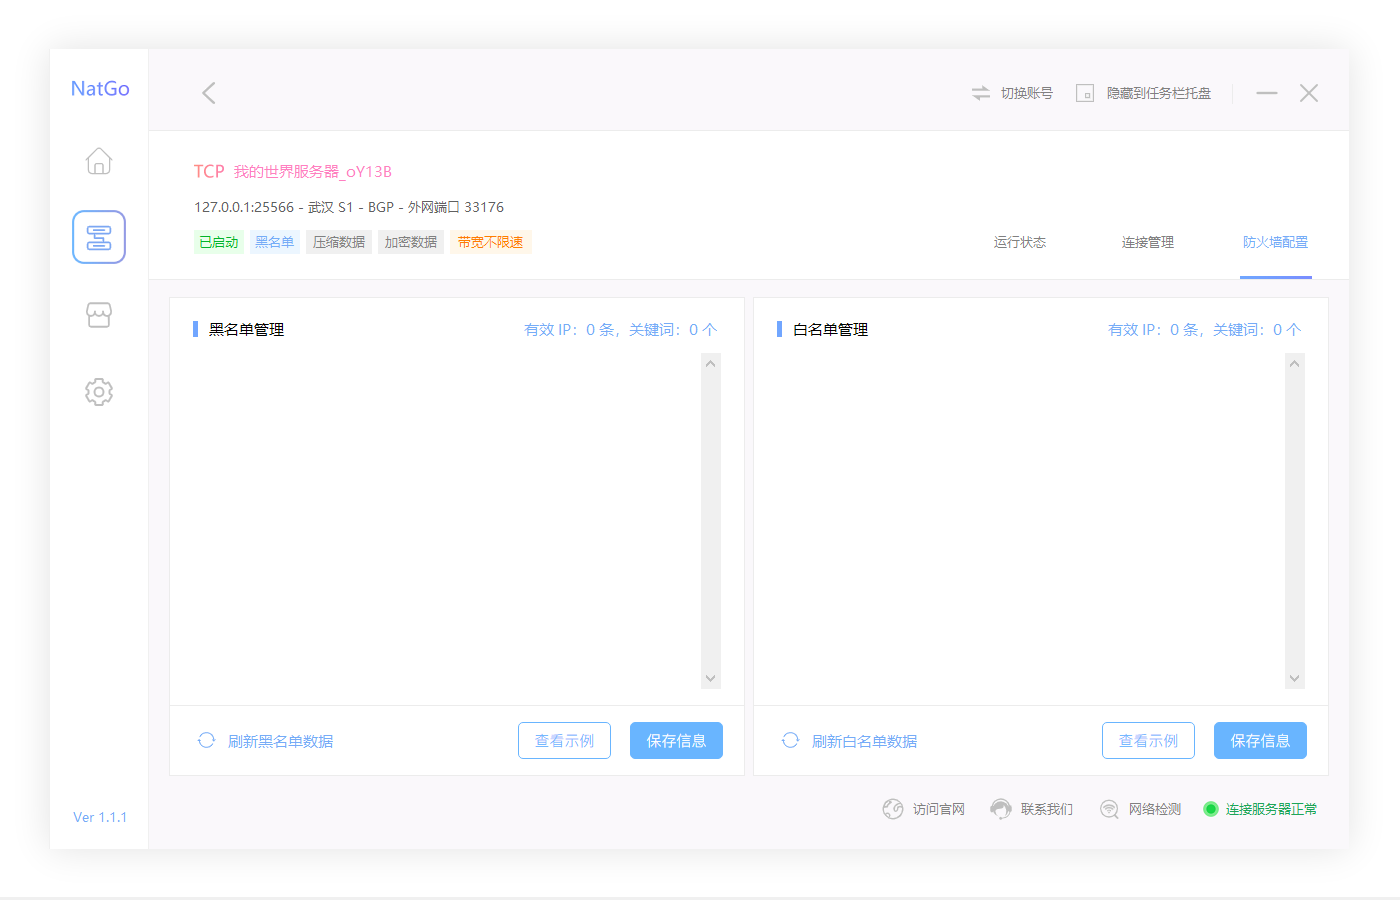 NatGo
切换账号
隐藏到任务栏托盘
TCP 我的世界服务器_oY13B
127.0.0.1:25566 - 武汉 S1 - BGP - 外网端口 33176
已启动 黑名单 压缩数据 加密数据 带宽不限速
运行状态 连接管理 防火墙配置
黑名单管理 有效 IP：0 条，关键词：0 个
白名单管理 有效 IP：0 条，关键词：0 个
刷新黑名单数据 查看示例 保存信息
刷新白名单数据 查看示例 保存信息
Ver 1.1.1
访问官网 联系我们 网络检测 连接服务器正常